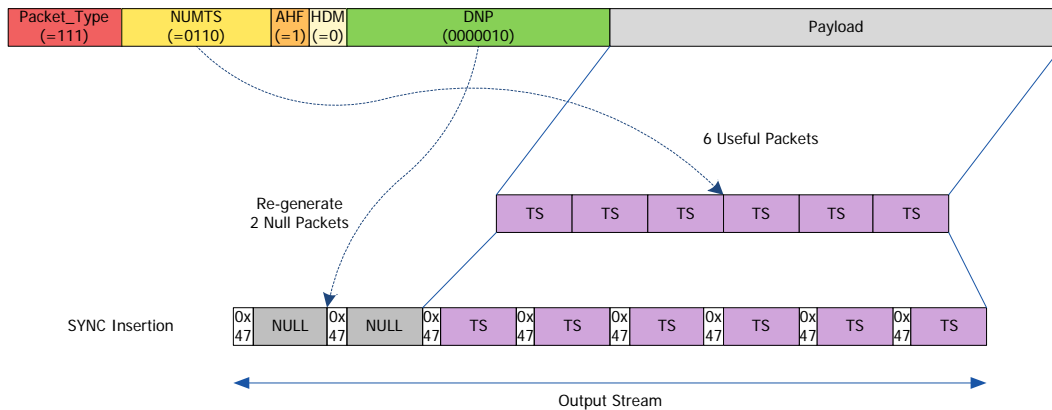 Packet_Type
(=111)
NUMTS
(=0110)
AHF
(=1)
HDM
(=0)
DNP
(0000010)
Payload
6 Useful Packets
Re-generate
2 Null Packets
TS TS TS TS TS TS
SYNC Insertion
0x
47
NULL
0x
47
NULL
0x
47
TS
0x
47
TS
0x
47
TS
0x
47
TS
0x
47
TS
0x
47
TS
Output Stream